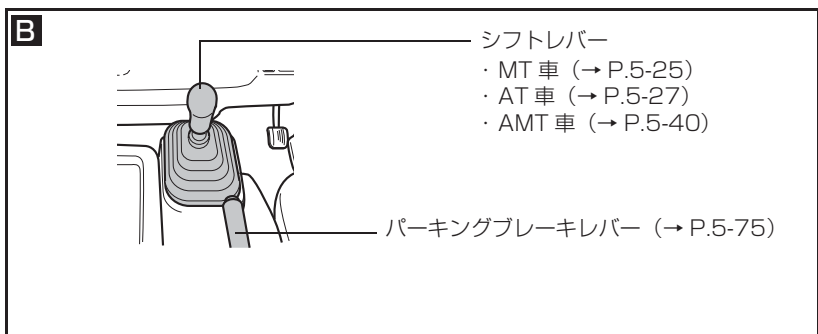 B
シフトレバー
· MT 車（→ P.5-25）
· AT 車（→ P.5-27）
· AMT 車（→ P.5-40）
パーキングブレーキレバー（→ P.5-75）